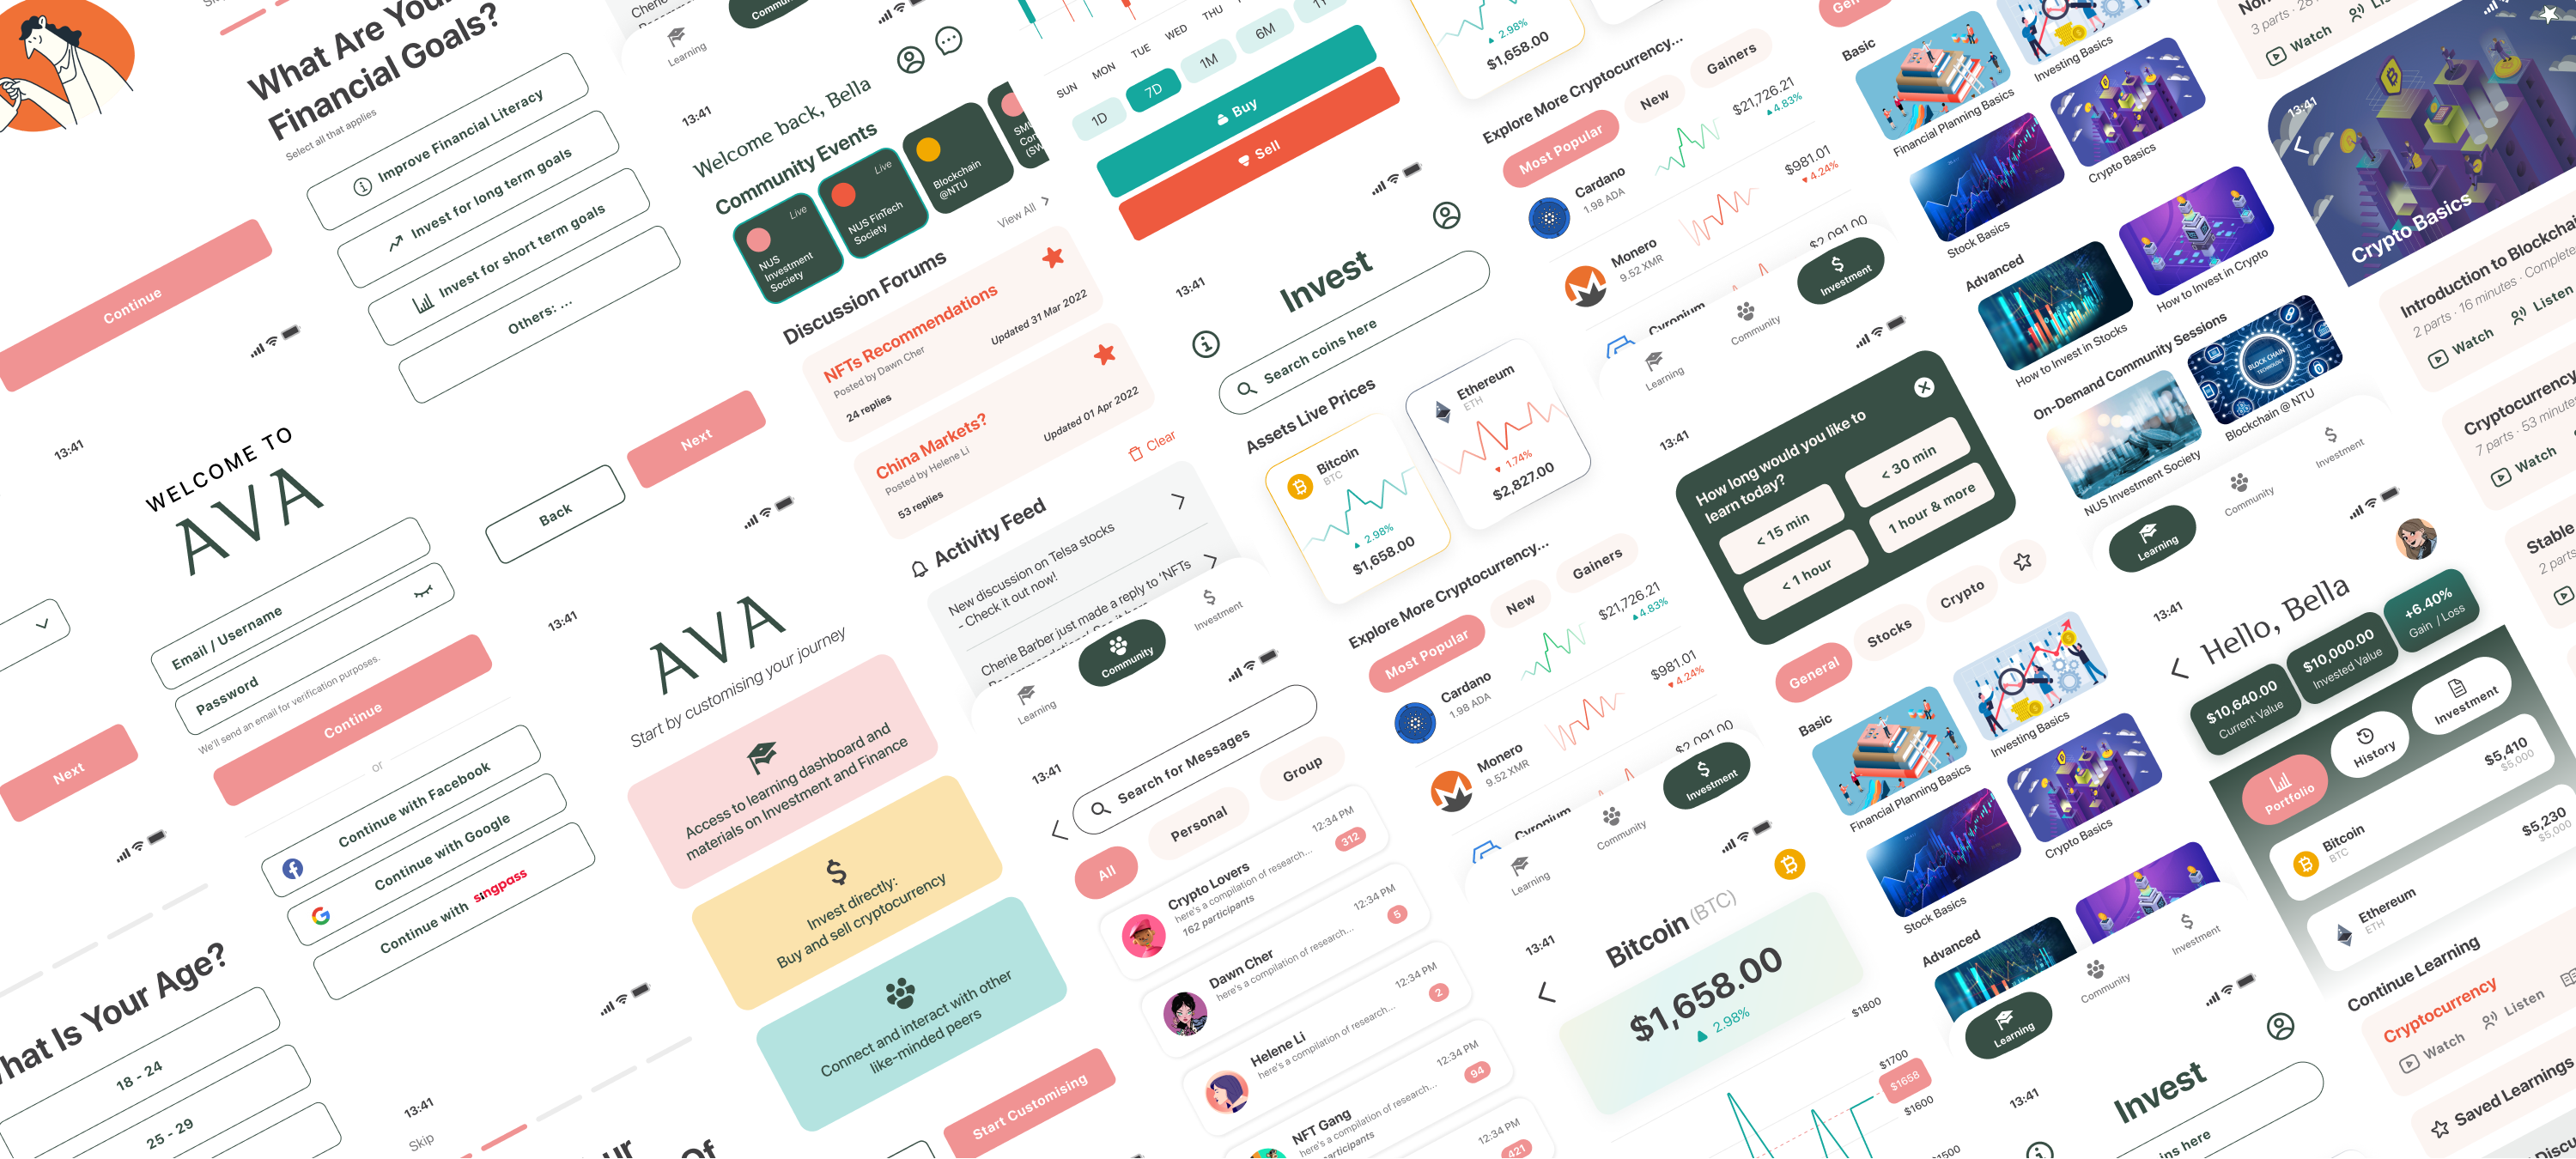 What Are Your
Financial Goals?
Select all that applies
Improve Financial Literacy
Invest for long term goals
Invest for short term goals
Others: ...
Continue
Next
Back
13:41
WELCOME TO
AVA
Email / Username
Password
We'll send an email for verification purposes.
Continue
or
Continue with Facebook
Continue with Google
Continue with singpass
Next
What Is Your Age?
18 - 24
25 - 29
13:41
Skip
Learning
Community
13:41
Welcome back, Bella
Community Events
Live
NUS
Investment
Society
Live
NUS FinTech
Society
Blockchain
@NTU
View All
Discussion Forums
NFTs Recommendations
Posted by Dawn Cher
24 replies
Updated 31 Mar 2022
China Markets?
Posted by Helene Li
53 replies
Updated 01 Apr 2022
Clear
Activity Feed
New discussion on Telsa stocks
- Check it out now!
Cherie Barber just made a reply to 'NFTs
Learning
Community
Investment
13:41
AVA
Start by customising your journey
Access to learning dashboard and
materials on Investment and Finance
Invest directly:
Buy and sell cryptocurrency
Connect and interact with other
like-minded peers
Start Customising
13:41
Search for Messages
All
Personal
Group
Crypto Lovers
here's a compilation of research...
162 participants
12:34 PM
312
Dawn Cher
here's a compilation of research...
12:34 PM
5
Helene Li
here's a compilation of research...
12:34 PM
2
NFT Gang
here's a compilation of research...
participants
12:34 PM
94
12:34 PM
421
SUN
MON
TUE
WED
THU
1D
7D
1M
6M
Buy
Sell
13:41
Invest
Search coins here
Assets Live Prices
Bitcoin
BTC
2.98%
$1,658.00
Ethereum
ETH
1.74%
$2,827.00
Explore More Cryptocurrency...
Most Popular
New
Gainers
Cardano
1.98 ADA
$21,726.21
4.83%
Monero
9.52 XMR
$981.01
4.24%
$2,091.00
Learning
Community
Investment
13:41
Bitcoin (BTC)
$1,658.00
2.98%
$1800
$1700
$1658
$1600
2.98%
$1,658.00
Explore More Cryptocurrency...
Most Popular
New
Gainers
Cardano
1.98 ADA
$21,726.21
4.83%
Monero
9.52 XMR
$981.01
4.24%
Learning
Community
Investment
13:41
How long would you like to
learn today?
< 15 min
< 30 min
< 1 hour
1 hour & more
General
Stocks
Crypto
Basic
Financial Planning Basics
Investing Basics
Stock Basics
Crypto Basics
Advanced
Learning
Community
Investment
13:41
Invest
Basic
Financial Planning Basics
Investing Basics
Stock Basics
Crypto Basics
Advanced
How to Invest in Stocks
How to Invest in Crypto
On-Demand Community Sessions
BLOCK CHAIN
TECHNOLOGY
NUS Investment Society
Blockchain @ NTU
Learning
Community
Investment
13:41
Hello, Bella
$10,640.00
Current Value
$10,000.00
Invested Value
+6.40%
Gain / Loss
Portfolio
History
Investment
Bitcoin
BTC
$5,410
$5,000
Ethereum
ETH
$5,230
$5,000
Continue Learning
Cryptocurrency
Watch
Listen
Saved Learnings
Watch
13:41
Crypto Basics
Introduction to Blockchain
2 parts · 16 minutes
Watch
Listen
Cryptocurrency
7 parts · 53 minutes
Watch
Stable
2 parts